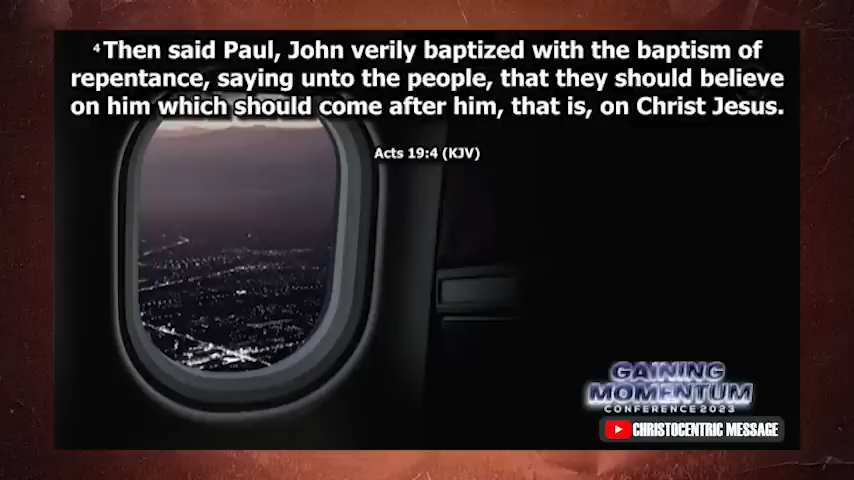 4 Then said Paul, John verily baptized with the baptism of
repentance, saying unto the people, that they should believe
on him which should come after him, that is, on Christ Jesus.
Acts 19:4 (KJV)
GAINING
MOMENTUM
CONFERENCE 2023
CHRISTOCENTRIC MESSAGE